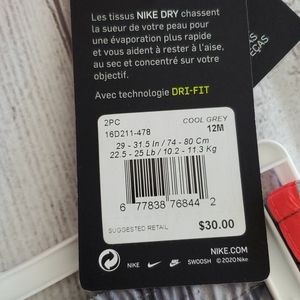 Les tissus NIKE DRY chassent
la sueur de votre peau pour
une évaporation plus rapide
et vous aident à rester à l'aise,
au sec et concentré sur votre
objectif.
Avec technologie DRI-FIT
2PC COOL GREY
16D211-478 12M
29 - 31.5 In / 74 - 80 Cm
22.5 - 25 Lb / 10.2 - 11.3 Kg
6 77838 76844 2
SUGGESTED RETAIL $30.00
NIKE.COM
NIKE SWOOSH © 2020 Nike